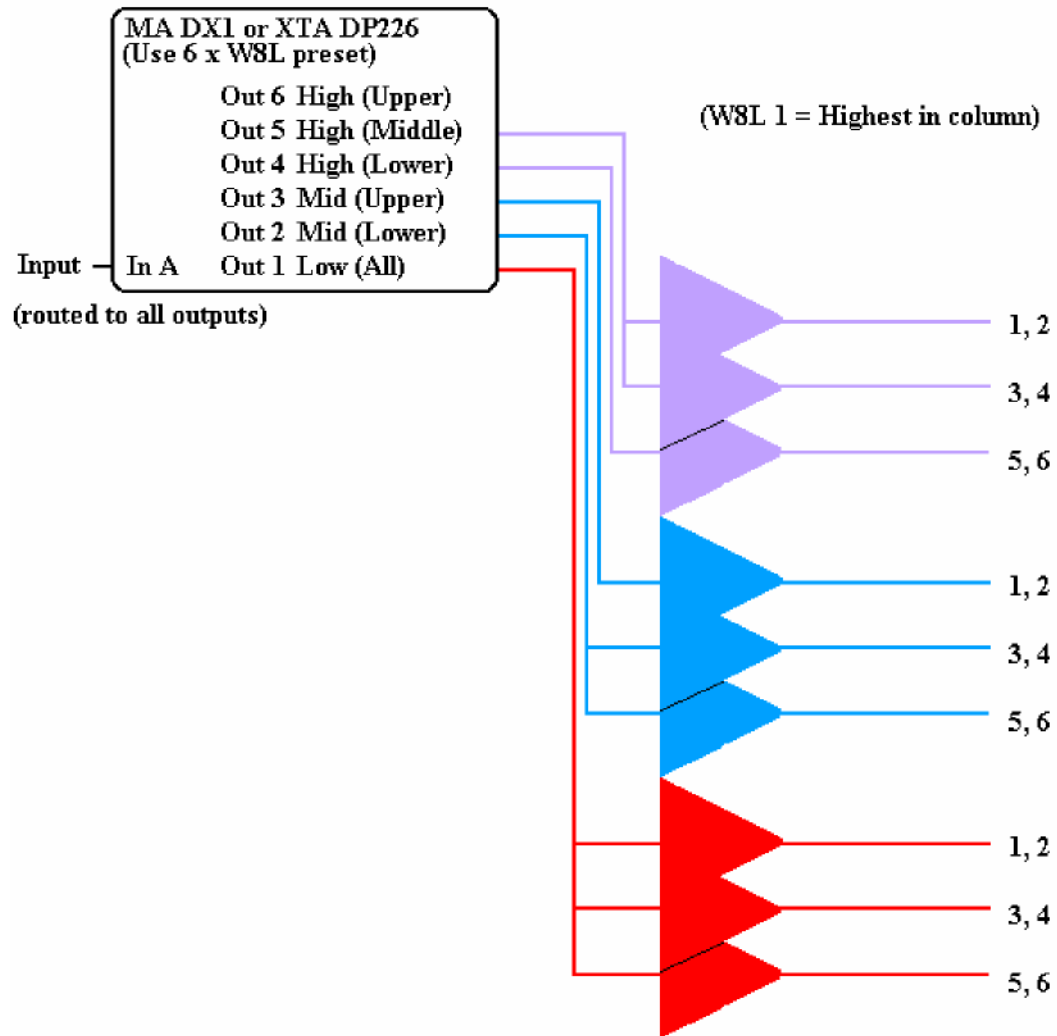 MA DX1 or XTA DP226
(Use 6 x W8L preset)
Out 6 High (Upper)
Out 5 High (Middle)
Out 4 High (Lower)
Out 3 Mid (Upper)
Out 2 Mid (Lower)
Input In A Out 1 Low (All)
(routed to all outputs)
(W8L 1 = Highest in column)
1, 2
3, 4
5, 6
1, 2
3, 4
5, 6
1, 2
3, 4
5, 6